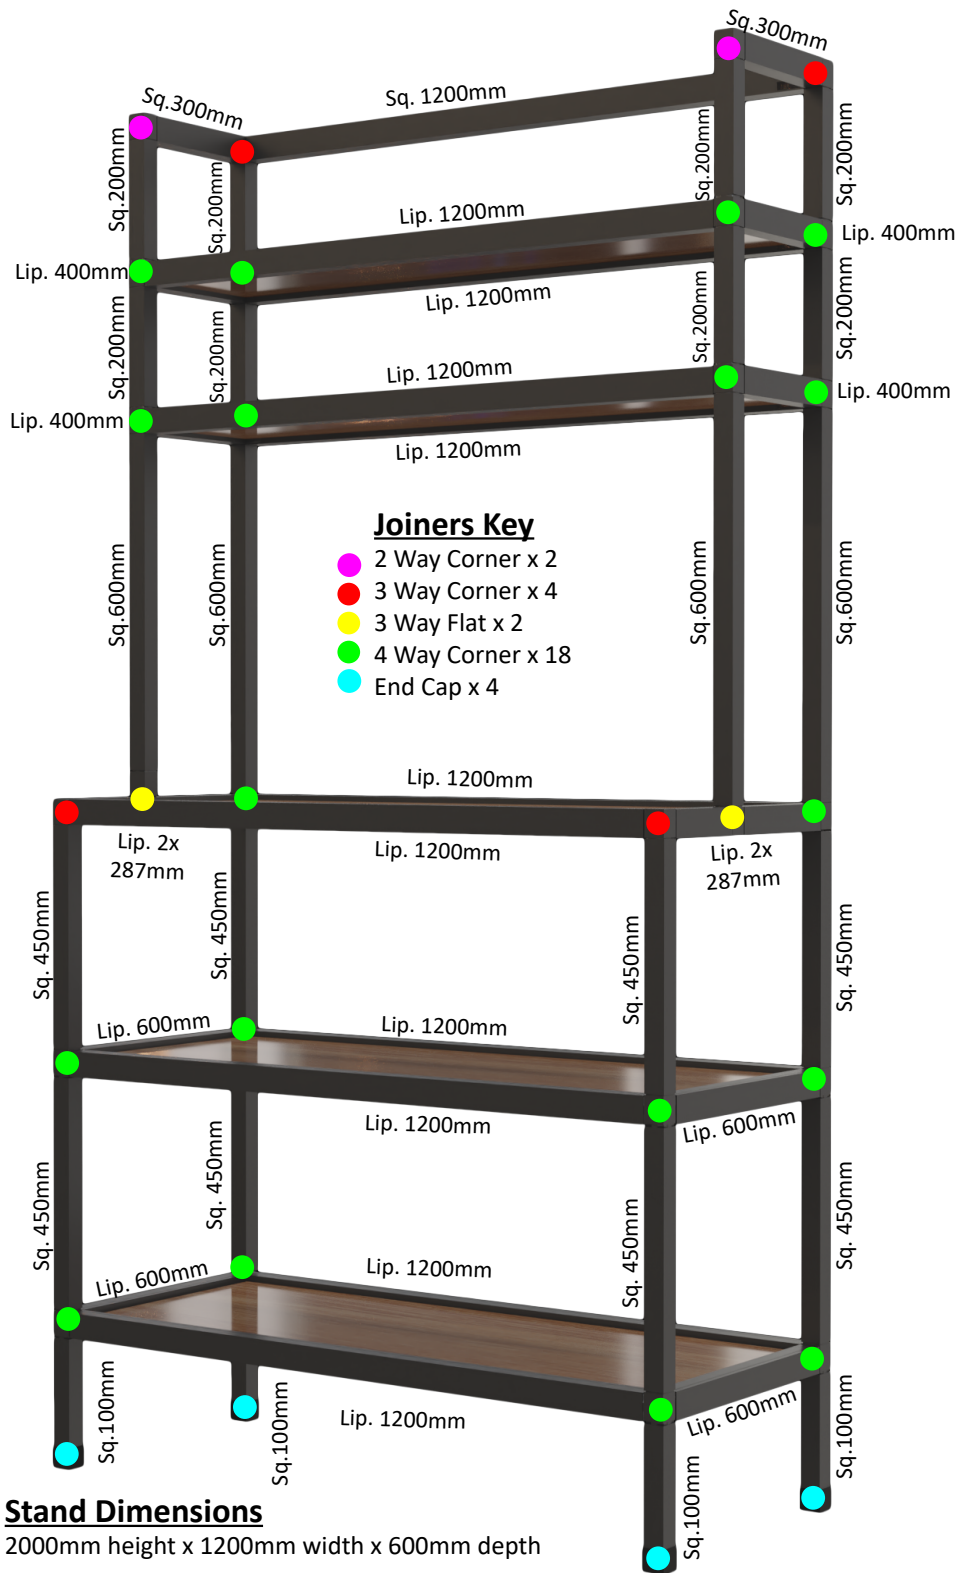 Sq.300mm
Sq.300mm
Sq. 1200mm
Sq.200mm
Sq.200mm
Sq.200mm
Sq.200mm
Lip. 1200mm
Lip. 400mm
Lip. 400mm
Lip. 1200mm
Sq.200mm
Sq.200mm
Sq.200mm
Sq.200mm
Lip. 1200mm
Lip. 400mm
Lip. 400mm
Lip. 1200mm
Joiners Key
2 Way Corner x 2
3 Way Corner x 4
3 Way Flat x 2
4 Way Corner x 18
End Cap x 4
Sq.600mm
Sq.600mm
Sq.600mm
Sq.600mm
Lip. 1200mm
Lip. 2x
287mm
Lip. 1200mm
Lip. 2x
287mm
Sq. 450mm
Sq. 450mm
Sq. 450mm
Sq. 450mm
Lip. 600mm
Lip. 1200mm
Lip. 1200mm
Lip. 600mm
Sq. 450mm
Sq. 450mm
Sq. 450mm
Sq. 450mm
Lip. 600mm
Lip. 1200mm
Lip. 1200mm
Lip. 600mm
Sq.100mm
Sq.100mm
Sq.100mm
Sq.100mm
Stand Dimensions
2000mm height x 1200mm width x 600mm depth